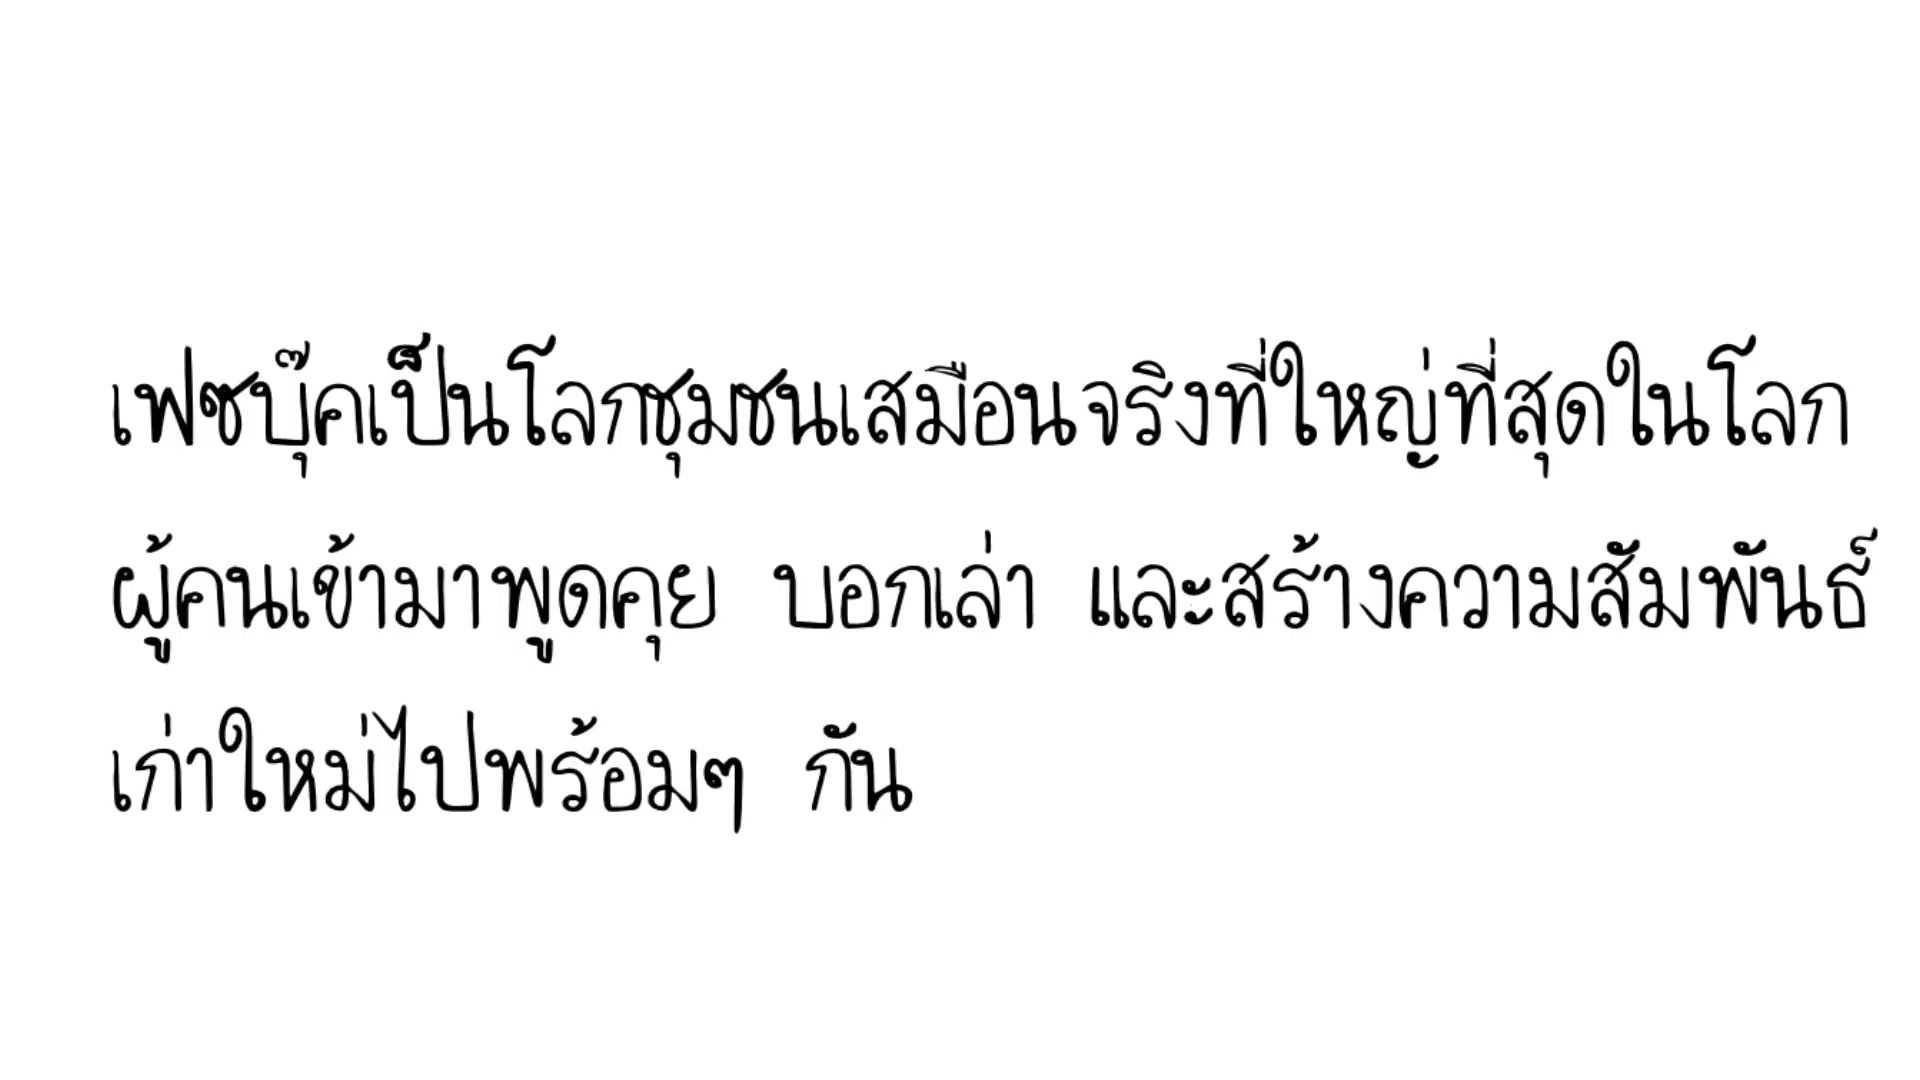 เฟซบุ๊คเป็นโลกชุมชนเสมือนจริงที่ใหญ่ที่สุดในโลก
ผู้คนเข้ามาพูดคุย บอกเล่า และสร้างความสัมพันธ์
เก่าใหม่ไปพร้อมๆ กัน